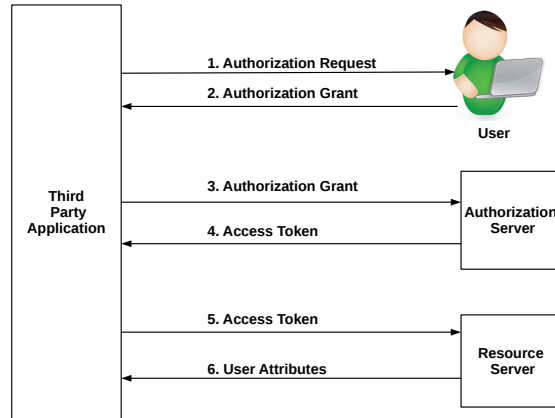 1. Authorization Request
2. Authorization Grant
User
Third
Party
Application
3. Authorization Grant
4. Access Token
Authorization
Server
5. Access Token
6. User Attributes
Resource
Server